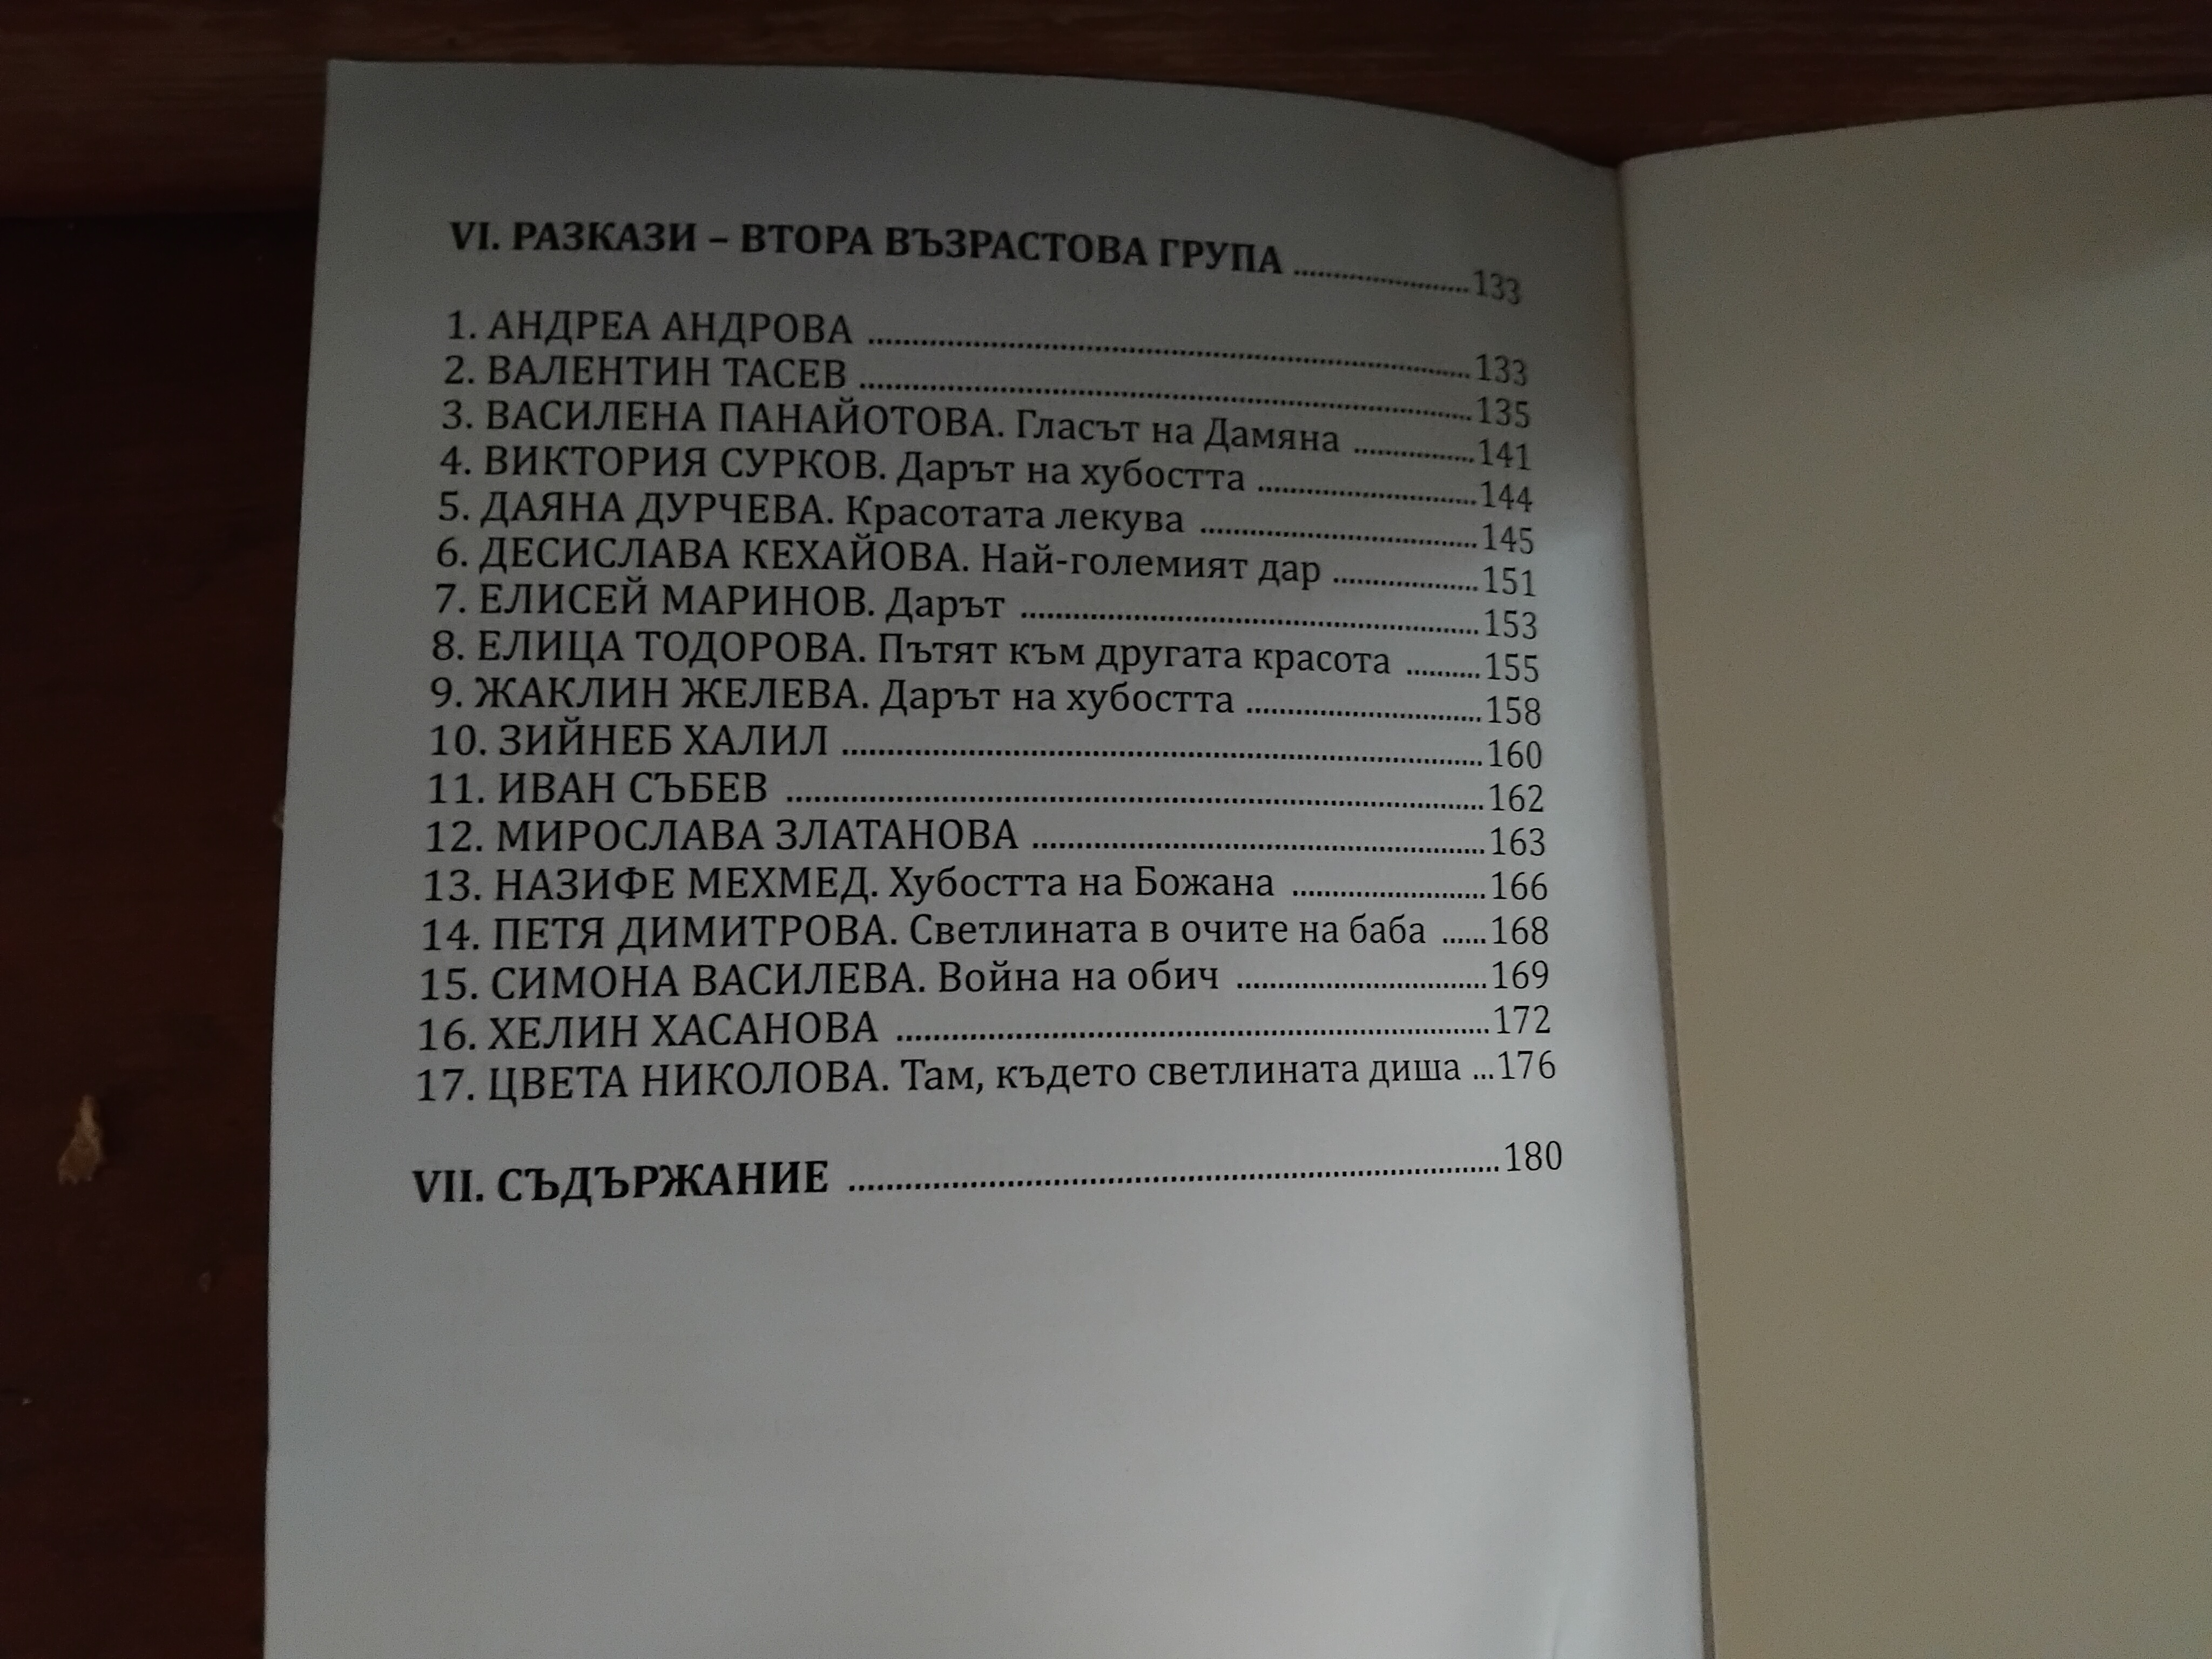 VI. РАЗКАЗИ – ВТОРА ВЪЗРАСТОВА ГРУПА ........................133
1. АНДРЕА АНДРОВА ........................133
2. ВАЛЕНТИН ТАСЕВ ........................135
3. ВАСИЛЕНА ПАНАЙОТОВА. Гласът на Дамяна ........................141
4. ВИКТОРИЯ СУРКОВ. Дарът на хубостта ........................144
5. ДАЯНА ДУРЧЕВА. Красотата лекува ........................145
6. ДЕСИСЛАВА КЕХАЙОВА. Най-големият дар ........................151
7. ЕЛИСЕЙ МАРИНОВ. Дарът ........................153
8. ЕЛИЦА ТОДОРОВА. Пътят към другата красота ..........155
9. ЖАКЛИН ЖЕЛЕВА. Дарът на хубостта ........................158
10. ЗИЙНЕБ ХАЛИЛ ........................160
11. ИВАН СЪБЕВ ........................162
12. МИРОСЛАВА ЗЛАТАНОВА ........................163
13. НАЗИФЕ МЕХМЕД. Хубостта на Божана ........................166
14. ПЕТЯ ДИМИТРОВА. Светлината в очите на баба ......168
15. СИМОНА ВАСИЛЕВА. Война на обич ........................169
16. ХЕЛИН ХАСАНОВА ........................172
17. ЦВЕТА НИКОЛОВА. Там, където светлината диша ...176
VII. СЪДЪРЖАНИЕ ........................180